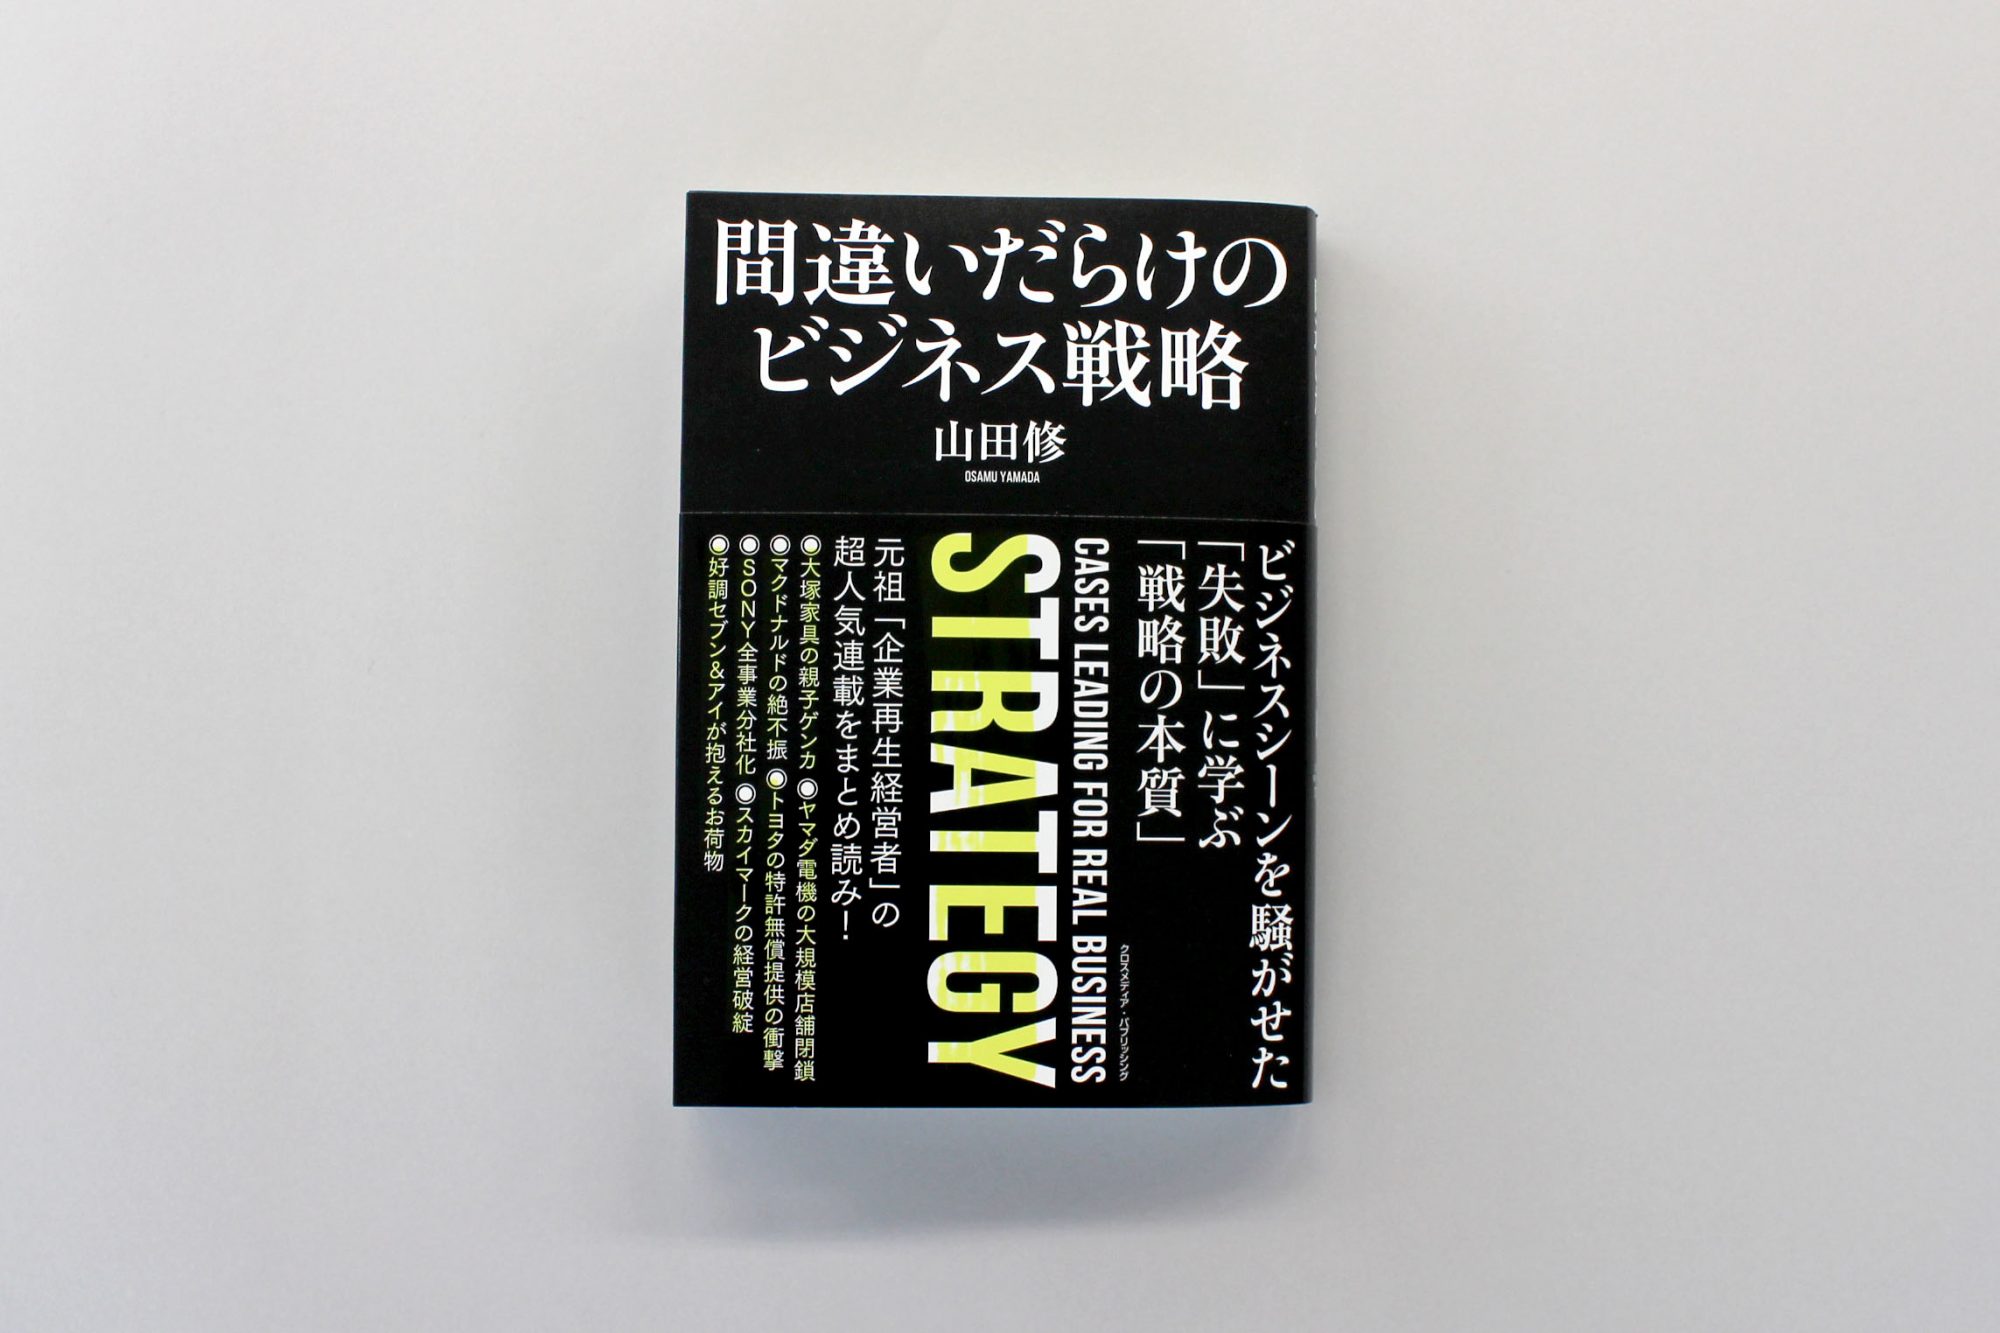 間違いだらけの
ビジネス戦略
山田修
OSAMU YAMADA
ビジネスシーンを騒がせた
「失敗」に学ぶ
「戦略の本質」
クロスメディア・パブリッシング
CASES LEADING FOR REAL BUSINESS
STRATEGY
元祖「企業再生経営者」の
超人気連載をまとめ読み!
◉大塚家具の親子ゲンカ ◉ヤマダ電機の大規模店舗閉鎖
◉マクドナルドの絶不振 ◉トヨタの特許無償提供の衝撃
◉SONY全事業分社化 ◉スカイマークの経営破綻
◉好調セブン&アイが抱えるお荷物